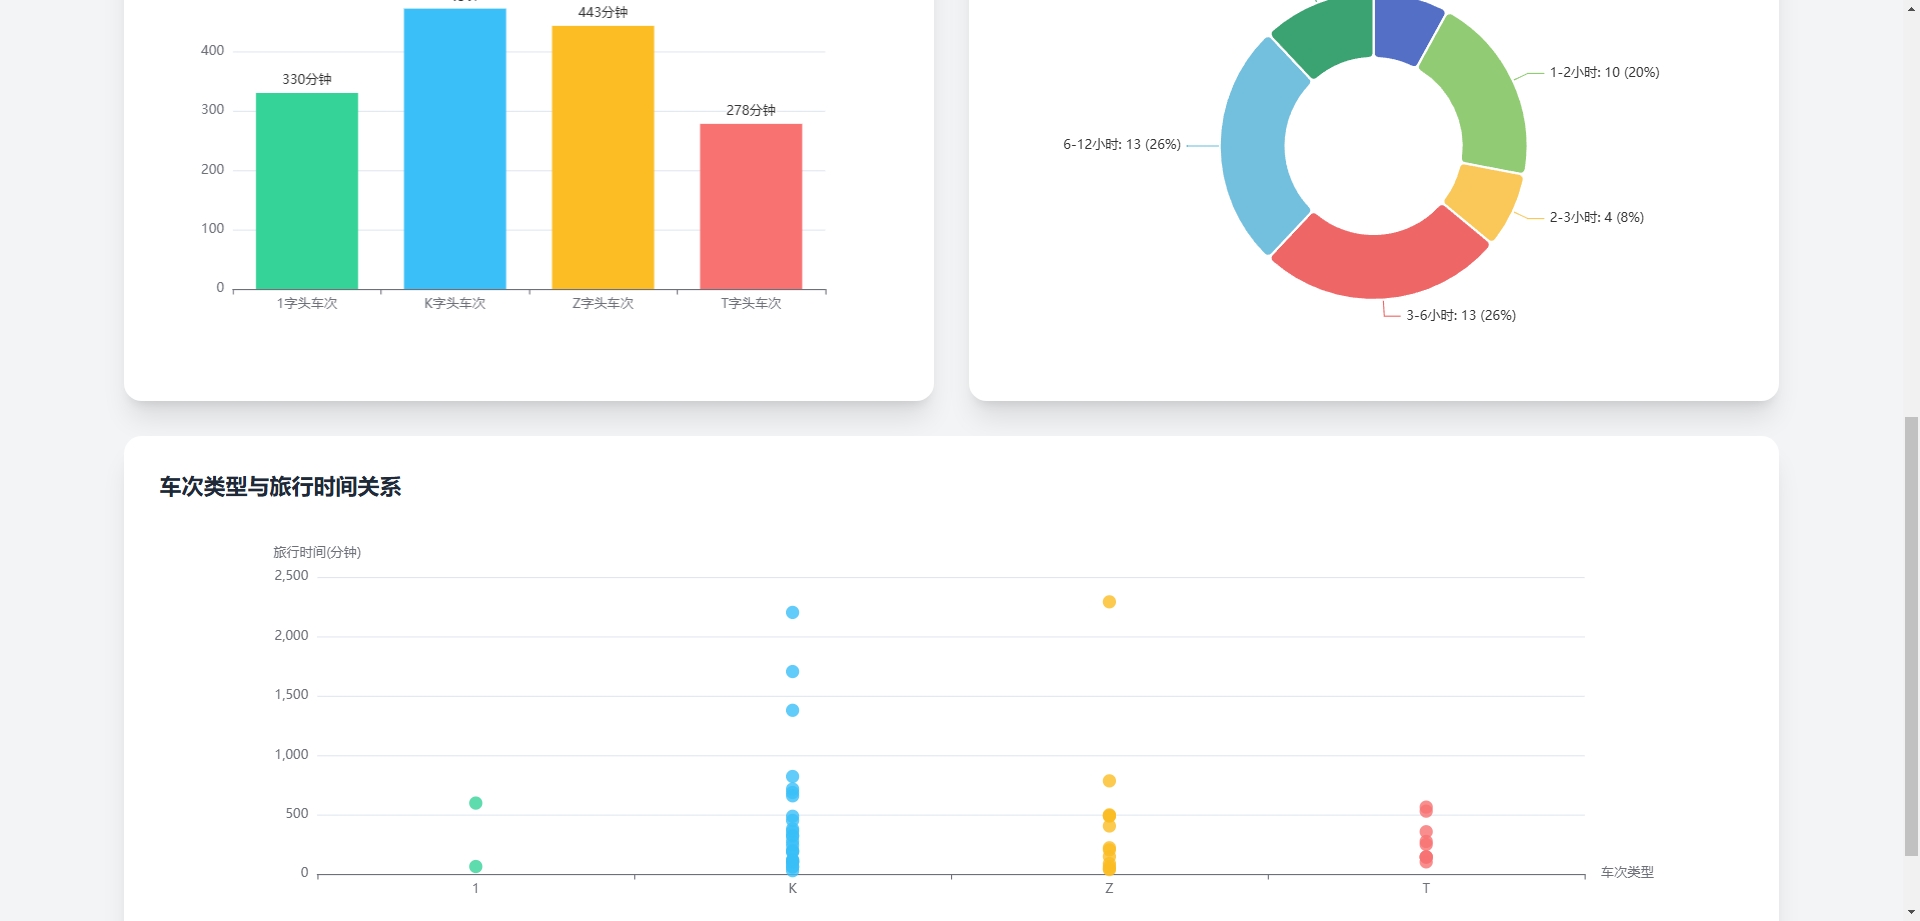 443分钟
400
330分钟
300
278分钟
200
100
0
1字头车次
K字头车次
Z字头车次
T字头车次
1-2小时: 10 (20%)
6-12小时: 13 (26%)
2-3小时: 4 (8%)
3-6小时: 13 (26%)
车次类型与旅行时间关系
旅行时间(分钟)
2,500
2,000
1,500
1,000
500
0
1
K
Z
T
车次类型